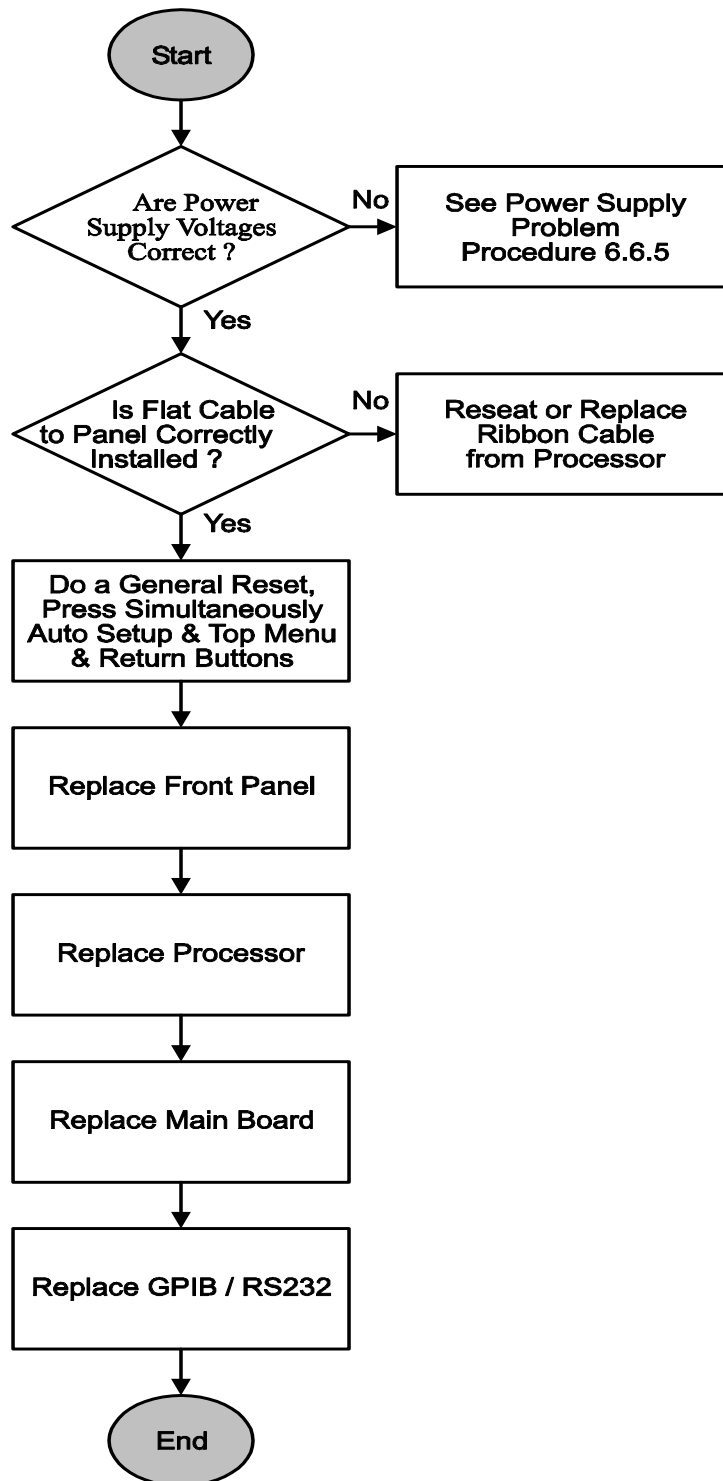 Start
Are Power
Supply Voltages
Correct ?
No
See Power Supply
Problem
Procedure 6.6.5
Yes
Is Flat Cable
to Panel Correctly
Installed ?
No
Reseat or Replace
Ribbon Cable
from Processor
Yes
Do a General Reset,
Press Simultaneously
Auto Setup & Top Menu
& Return Buttons
Replace Front Panel
Replace Processor
Replace Main Board
Replace GPIB / RS232
End